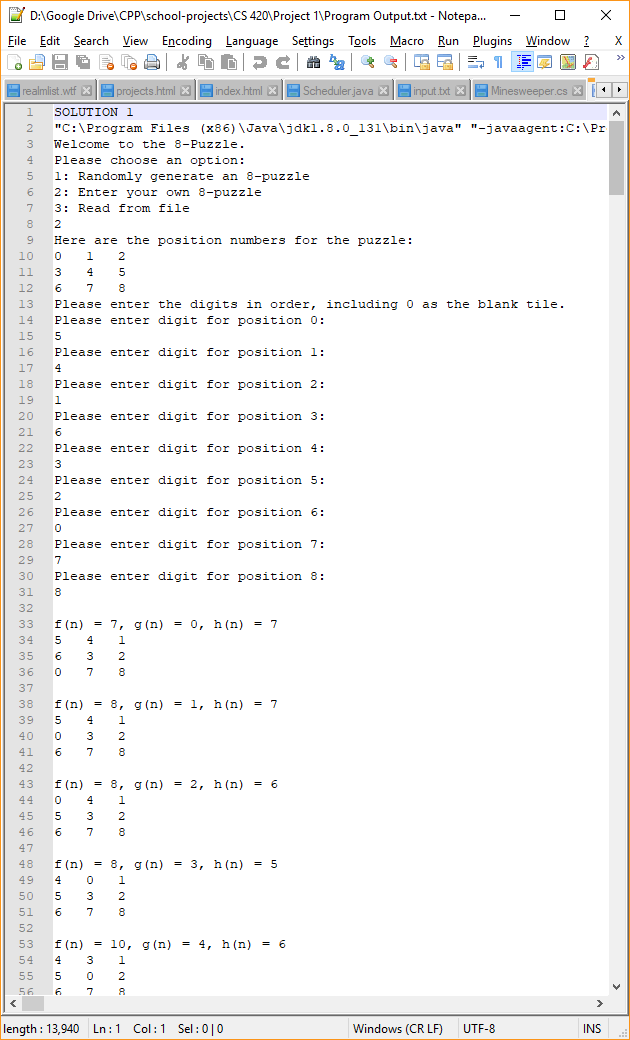 D:\Google Drive\CPP\school-projects\CS 420\Project 1\Program Output.txt - Notepa...
File Edit Search View Encoding Language Settings Tools Macro Run Plugins Window ? X
realmlist.wtf projects.html index.html Scheduler.java input.txt Minesweeper.cs
1 SOLUTION 1
2 "C:\Program Files (x86)\Java\jdk1.8.0_131\bin\java" "-javaagent:C:\Pr
3 Welcome to the 8-Puzzle.
4 Please choose an option:
5 1: Randomly generate an 8-puzzle
6 2: Enter your own 8-puzzle
7 3: Read from file
8 2
9 Here are the position numbers for the puzzle:
10 0 1 2
11 3 4 5
12 6 7 8
13 Please enter the digits in order, including 0 as the blank tile.
14 Please enter digit for position 0:
15 5
16 Please enter digit for position 1:
17 4
18 Please enter digit for position 2:
19 1
20 Please enter digit for position 3:
21 6
22 Please enter digit for position 4:
23 3
24 Please enter digit for position 5:
25 2
26 Please enter digit for position 6:
27 0
28 Please enter digit for position 7:
29 7
30 Please enter digit for position 8:
31 8
32
33 f(n) = 7, g(n) = 0, h(n) = 7
34 5 4 1
35 6 3 2
36 0 7 8
37
38 f(n) = 8, g(n) = 1, h(n) = 7
39 5 4 1
40 0 3 2
41 6 7 8
42
43 f(n) = 8, g(n) = 2, h(n) = 6
44 0 4 1
45 5 3 2
46 6 7 8
47
48 f(n) = 8, g(n) = 3, h(n) = 5
49 4 0 1
50 5 3 2
51 6 7 8
52
53 f(n) = 10, g(n) = 4, h(n) = 6
54 4 3 1
55 5 0 2
56 6 7 8
length : 13,940 Ln : 1 Col : 1 Sel : 0 | 0 Windows (CR LF) UTF-8 INS